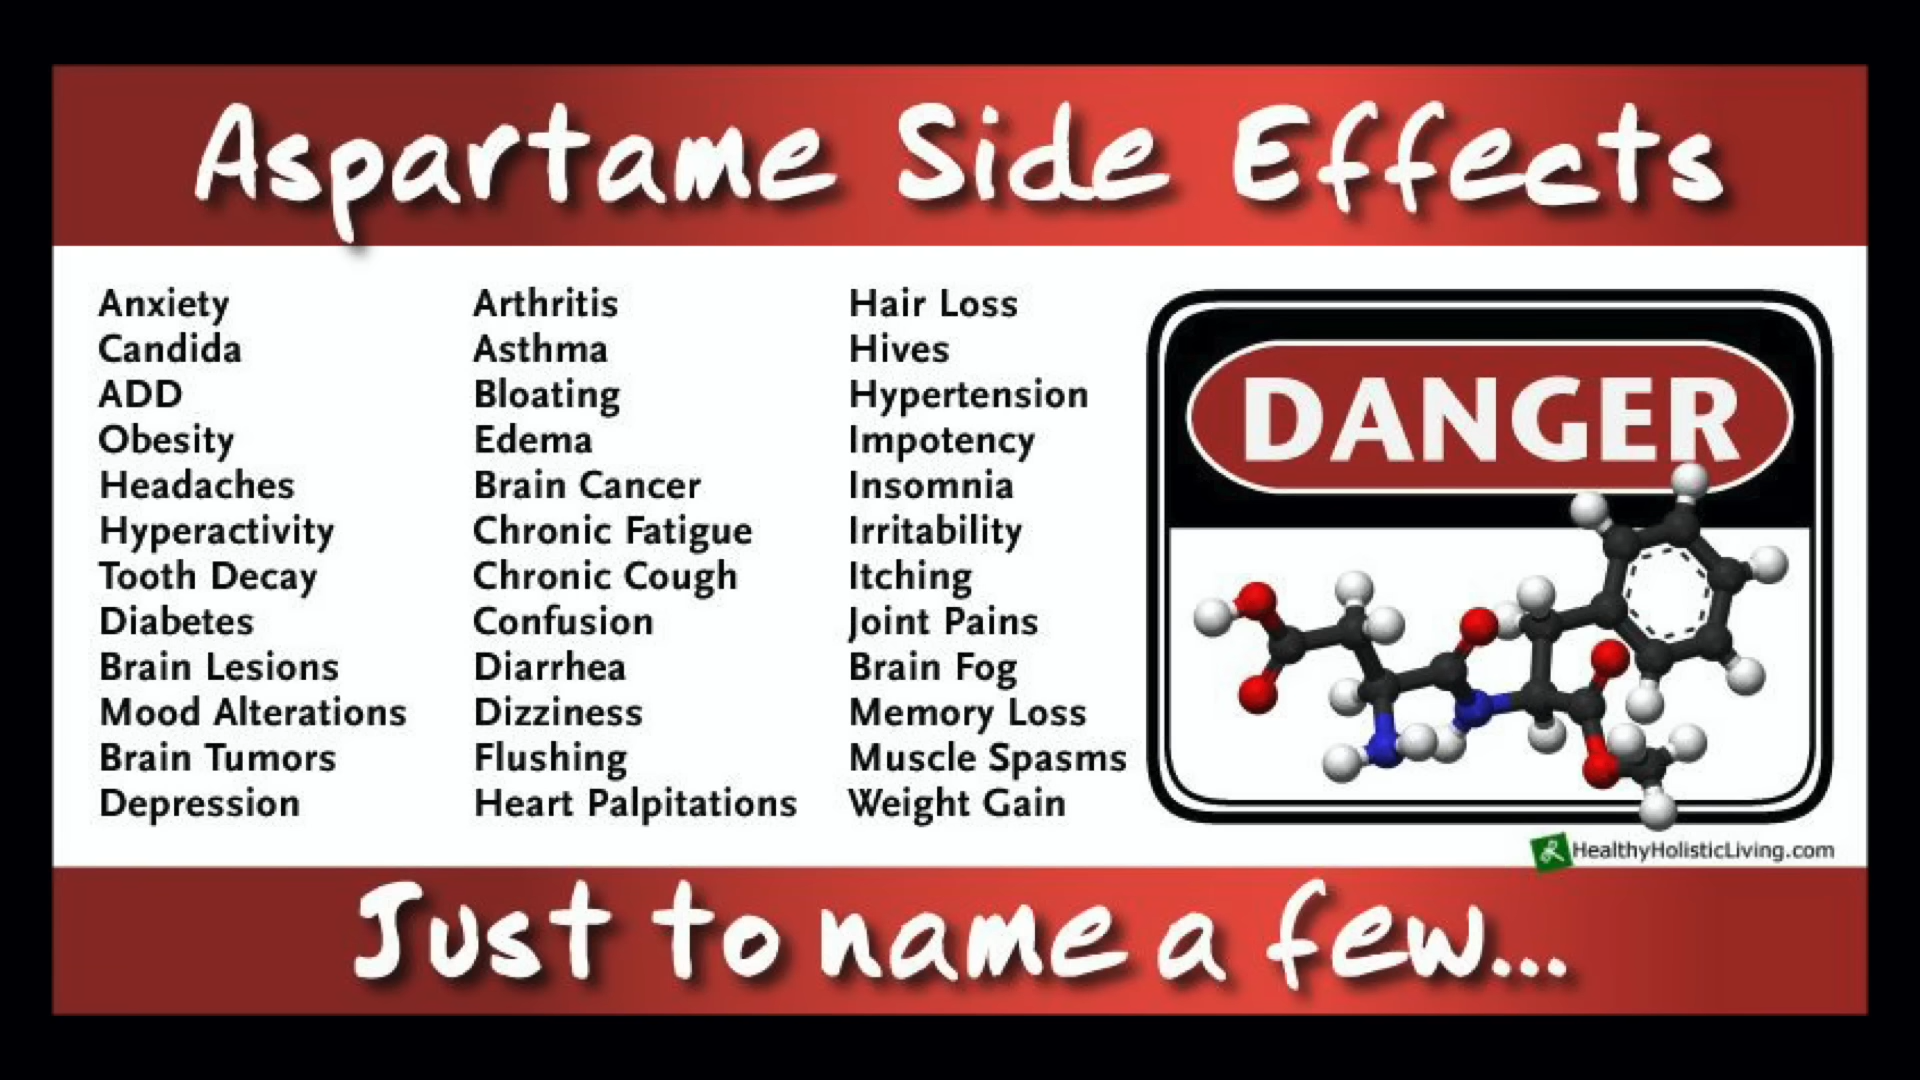 Aspartame Side Effects
Anxiety
Candida
ADD
Obesity
Headaches
Hyperactivity
Tooth Decay
Diabetes
Brain Lesions
Mood Alterations
Brain Tumors
Depression
Arthritis
Asthma
Bloating
Edema
Brain Cancer
Chronic Fatigue
Chronic Cough
Confusion
Diarrhea
Dizziness
Flushing
Heart Palpitations
Hair Loss
Hives
Hypertension
Impotency
Insomnia
Irritability
Itching
Joint Pains
Brain Fog
Memory Loss
Muscle Spasms
Weight Gain
DANGER
HealthyHolisticLiving.com
Just to name a few...